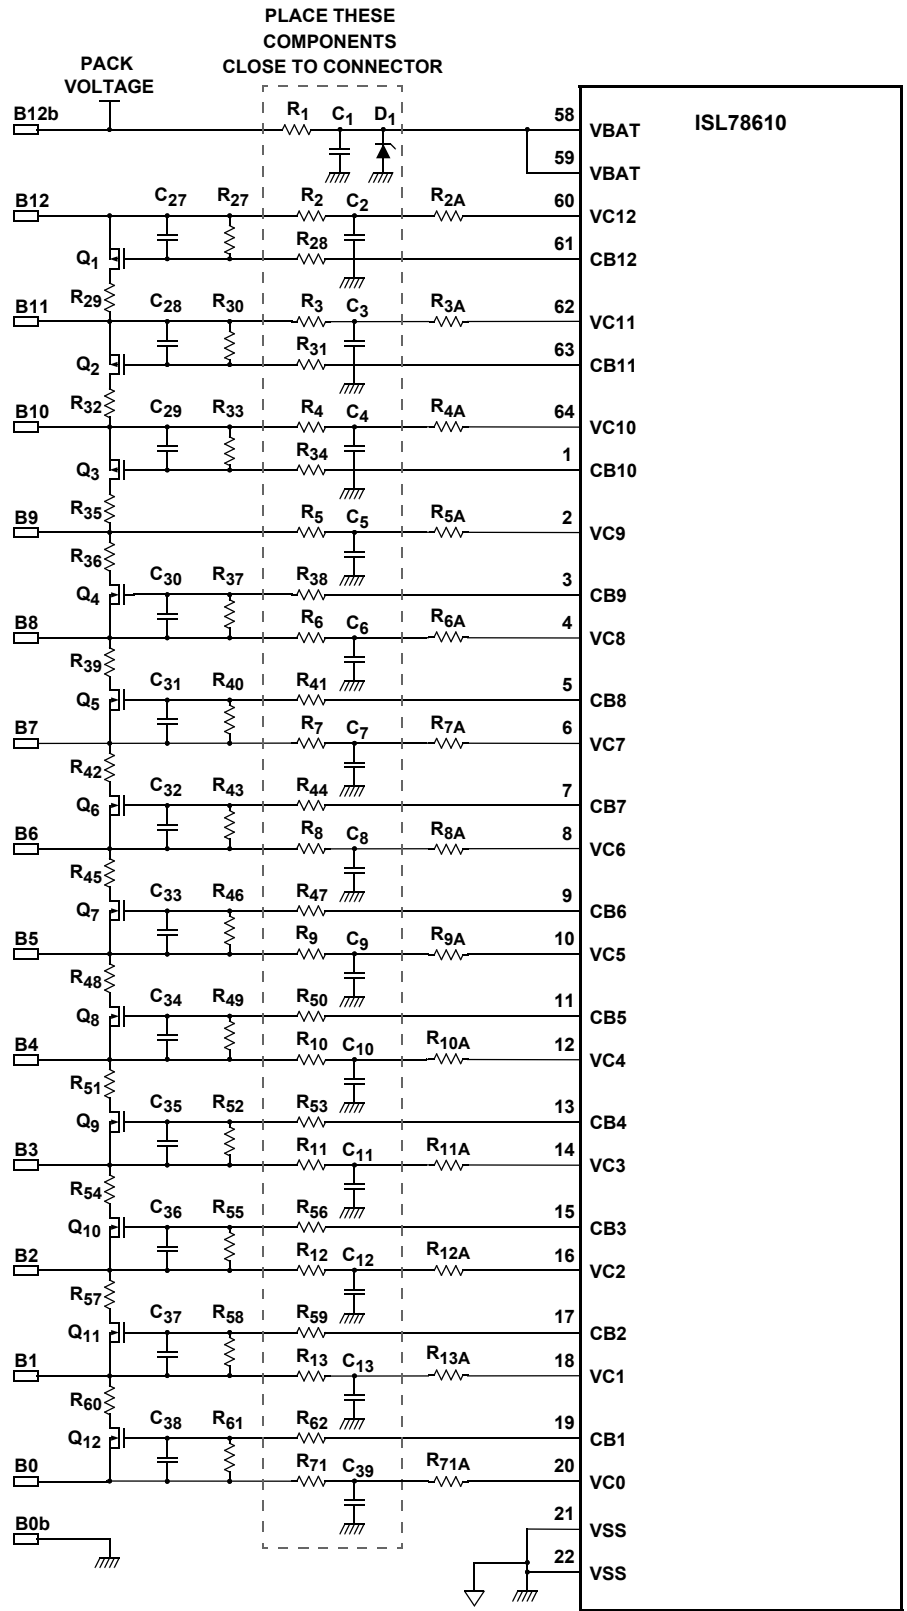 PLACE THESE
COMPONENTS
CLOSE TO CONNECTOR
PACK
VOLTAGE
B12b R1 C1 D1 58 VBAT ISL78610
59 VBAT
B12 C27 R27 R2 C2 R2A 60 VC12
Q1 R28 61 CB12
R29
B11 C28 R30 R3 C3 R3A 62 VC11
Q2 R31 63 CB11
R32
B10 C29 R33 R4 C4 R4A 64 VC10
Q3 R34 1 CB10
R35
B9 R5 C5 R5A 2 VC9
R36
Q4 C30 R37 R38 3 CB9
B8 R6 C6 R6A 4 VC8
R39
Q5 C31 R40 R41 5 CB8
B7 R7 C7 R7A 6 VC7
R42
Q6 C32 R43 R44 7 CB7
B6 R8 C8 R8A 8 VC6
R45
Q7 C33 R46 R47 9 CB6
B5 R9 C9 R9A 10 VC5
R48
Q8 C34 R49 R50 11 CB5
B4 R10 C10 R10A 12 VC4
R51
Q9 C35 R52 R53 13 CB4
B3 R11 C11 R11A 14 VC3
R54
Q10 C36 R55 R56 15 CB3
B2 R12 C12 R12A 16 VC2
R57
Q11 C37 R58 R59 17 CB2
B1 R13 C13 R13A 18 VC1
R60
Q12 C38 R61 R62 19 CB1
B0 R71 C39 R71A 20 VC0
B0b 21 VSS
22 VSS